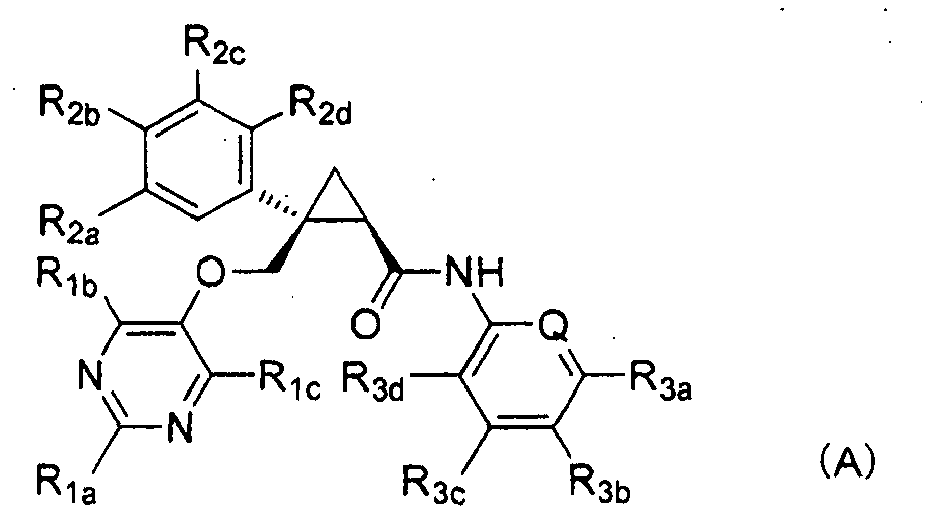 R2c
R2b R2d
R2a
R1b O NH
O Q
N R1c R3d R3a
N
R1a R3c R3b (A)